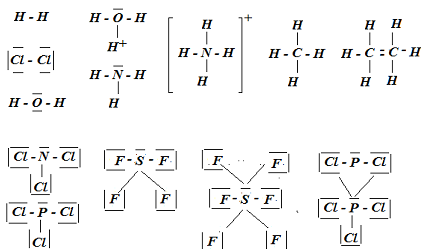 H - H
H - O - H
H
+
Cl - Cl
H - N - H
H
H - O - H
H
H - N - H
H
+
H
H - C - H
H
H H
H - C = C - H
H
Cl - N - Cl
Cl
Cl - P - Cl
Cl
F - S - F
F F
F F
F - S - F
F F
Cl - P - Cl
Cl - P - Cl
Cl